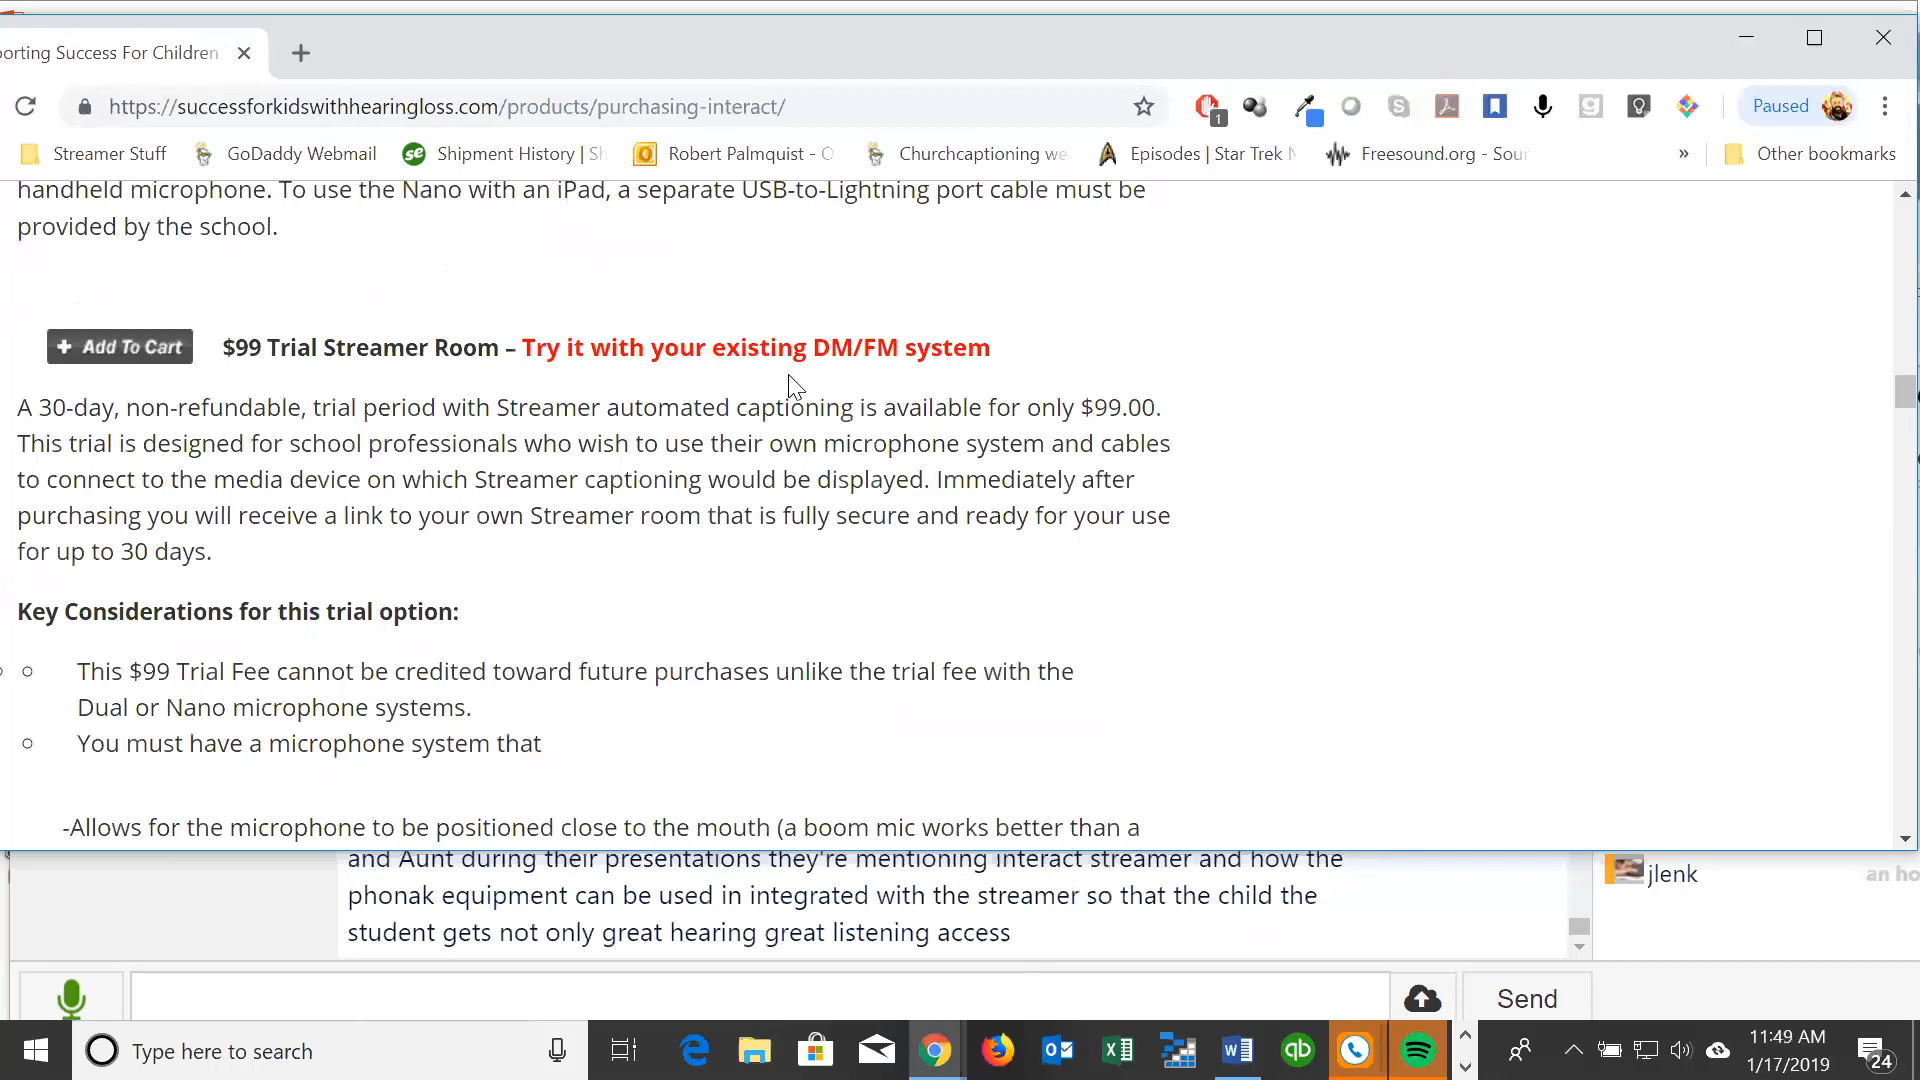 porting Success For Children
https://successforkidswithhearingloss.com/products/purchasing-interact/
1
Paused
Streamer Stuff
GoDaddy Webmail
Shipment History | S
Robert Palmquist - O
Churchcaptioning we
Episodes | Star Trek N
Freesound.org - Sour
»
Other bookmarks
handheld microphone. To use the Nano with an iPad, a separate USB-to-Lightning port cable must be
provided by the school.
+ Add To Cart
$99 Trial Streamer Room – Try it with your existing DM/FM system
A 30-day, non-refundable, trial period with Streamer automated captioning is available for only $99.00.
This trial is designed for school professionals who wish to use their own microphone system and cables
to connect to the media device on which Streamer captioning would be displayed. Immediately after
purchasing you will receive a link to your own Streamer room that is fully secure and ready for your use
for up to 30 days.
Key Considerations for this trial option:
This $99 Trial Fee cannot be credited toward future purchases unlike the trial fee with the
Dual or Nano microphone systems.
You must have a microphone system that
-Allows for the microphone to be positioned close to the mouth (a boom mic works better than a
and Aunt during their presentations they're mentioning interact streamer and how the
phonak equipment can be used in integrated with the streamer so that the child the
student gets not only great hearing great listening access
jlenk
an ho
Send
Type here to search
11:49 AM
1/17/2019
24